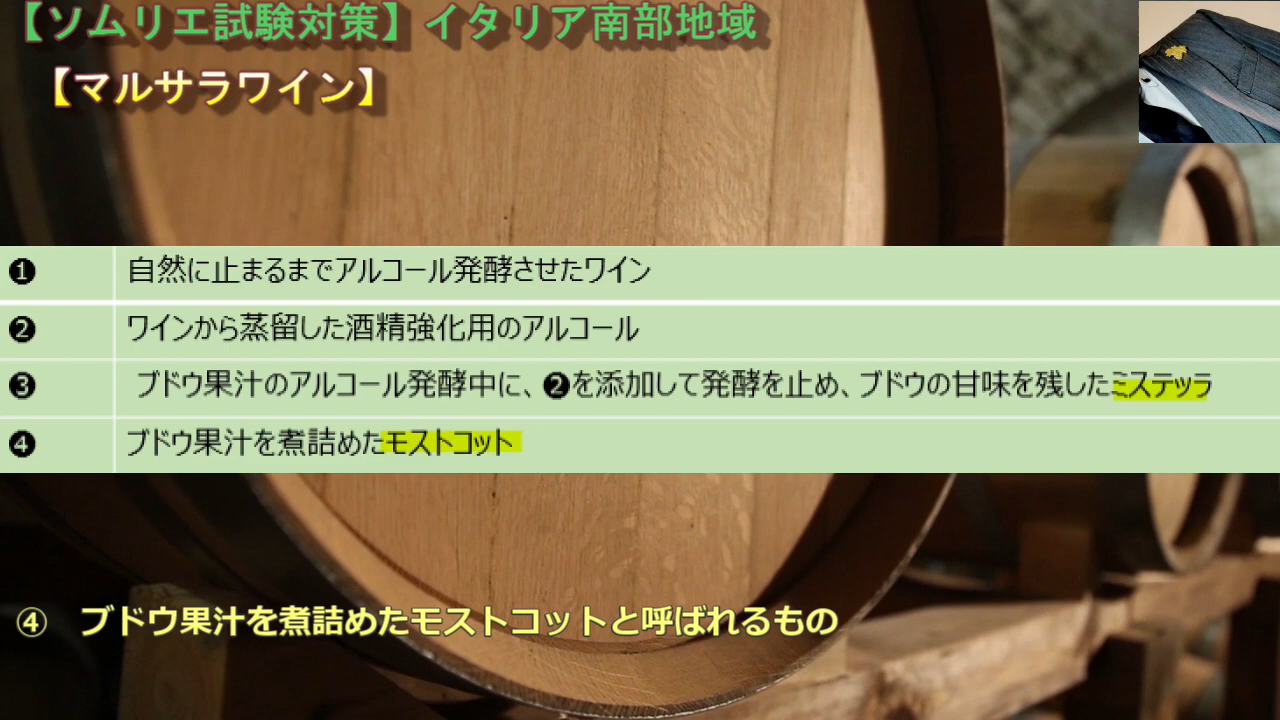 【ソムリエ試験対策】イタリア南部地域
【マルサラワイン】
❶ 自然に止まるまでアルコール発酵させたワイン
❷ ワインから蒸留した酒精強化用のアルコール
❸ ブドウ果汁のアルコール発酵中に、❷を添加して発酵を止め、ブドウの甘味を残したミステッラ
❹ ブドウ果汁を煮詰めたモストコット
④ ブドウ果汁を煮詰めたモストコットと呼ばれるもの